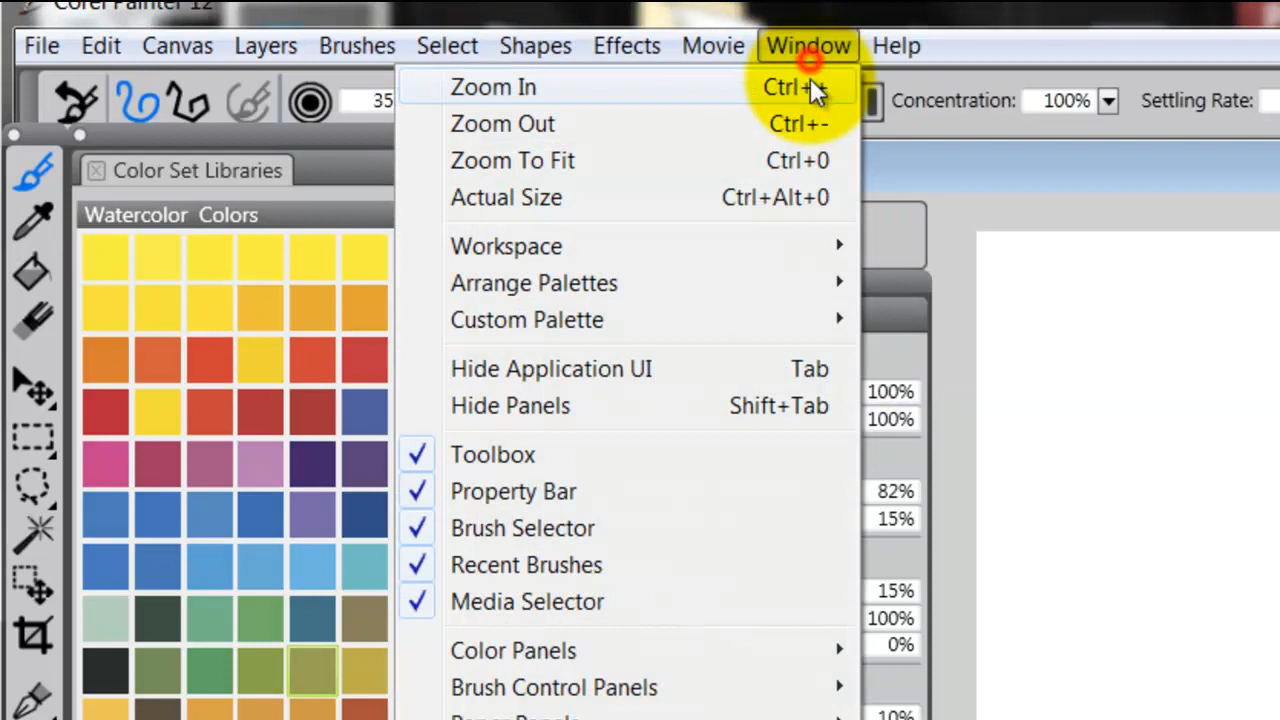 Corel Painter 12
File Edit Canvas Layers Brushes Select Shapes Effects Movie Window Help
35
Concentration: 100% Settling Rate:
Zoom In Ctrl++
Zoom Out Ctrl+-
Zoom To Fit Ctrl+0
Actual Size Ctrl+Alt+0
Workspace
Arrange Palettes
Custom Palette
Hide Application UI Tab
Hide Panels Shift+Tab
Toolbox
Property Bar
Brush Selector
Recent Brushes
Media Selector
Color Panels
Brush Control Panels
Paper Panels
Color Set Libraries
Watercolor Colors
100%
100%
82%
15%
15%
100%
0%
10%